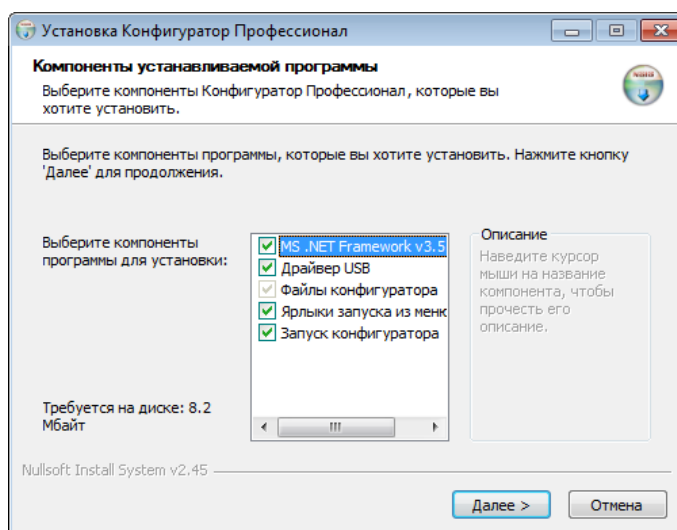 Установка Конфигуратор Профессионал
Компоненты устанавливаемой программы
Выберите компоненты Конфигуратор Профессионал, которые вы
хотите установить.
Выберите компоненты программы, которые вы хотите установить. Нажмите кнопку
'Далее' для продолжения.
Выберите компоненты
программы для установки:
MS .NET Framework v3.5
Драйвер USB
Файлы конфигуратора
Ярлыки запуска из меню
Запуск конфигуратора
Описание
Наведите курсор
мыши на название
компонента, чтобы
прочесть его
описание.
Требуется на диске: 8.2
Мбайт
Nullsoft Install System v2.45
Далее >
Отмена